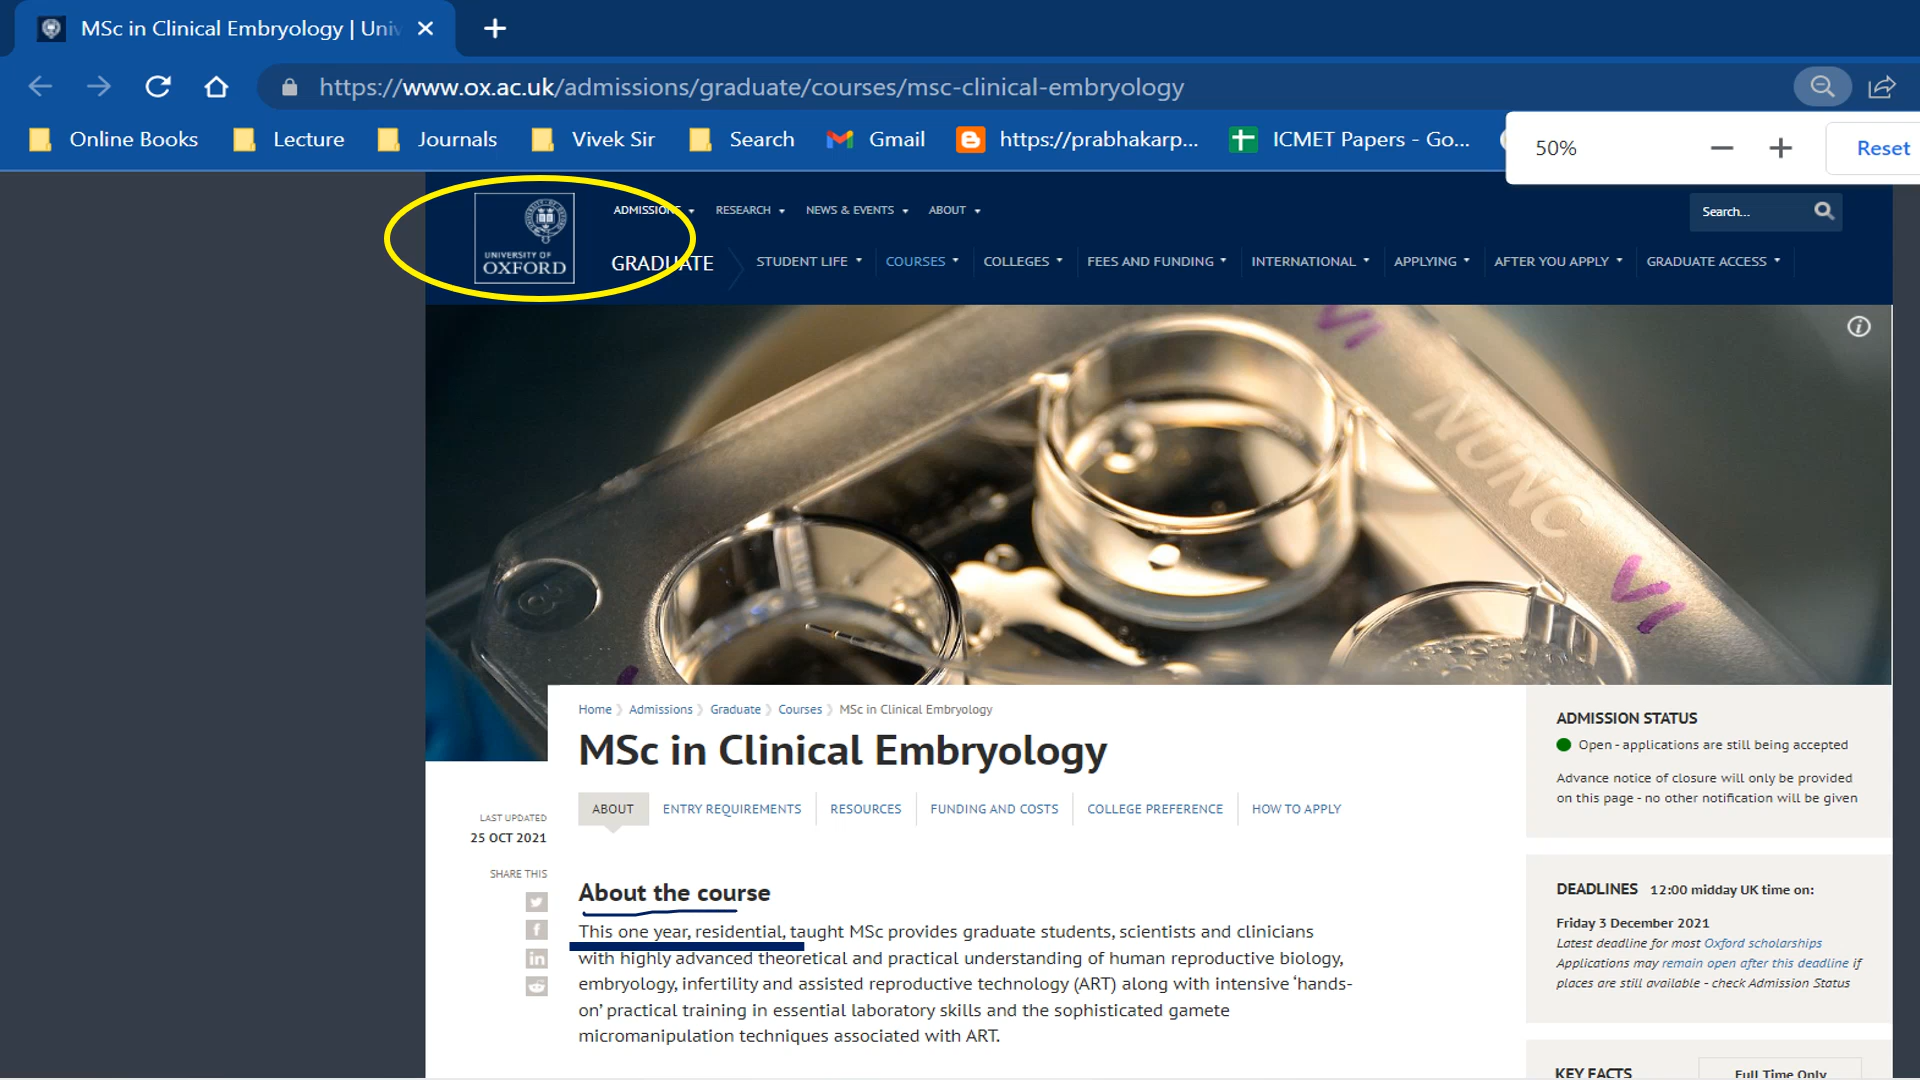 MSc in Clinical Embryology | Univ
https://www.ox.ac.uk/admissions/graduate/courses/msc-clinical-embryology
Online Books Lecture Journals Vivek Sir Search Gmail https://prabhakarp... ICMET Papers - Go...
50% Reset
ADMISSIONS RESEARCH NEWS & EVENTS ABOUT Search...
UNIVERSITY OF
OXFORD
GRADUATE STUDENT LIFE COURSES COLLEGES FEES AND FUNDING INTERNATIONAL APPLYING AFTER YOU APPLY GRADUATE ACCESS
NUNC
VI
VI
Home Admissions Graduate Courses MSc in Clinical Embryology
MSc in Clinical Embryology
ABOUT ENTRY REQUIREMENTS RESOURCES FUNDING AND COSTS COLLEGE PREFERENCE HOW TO APPLY
LAST UPDATED
25 OCT 2021
SHARE THIS
About the course
This one year, residential, taught MSc provides graduate students, scientists and clinicians
with highly advanced theoretical and practical understanding of human reproductive biology,
embryology, infertility and assisted reproductive technology (ART) along with intensive ‘hands-
on’ practical training in essential laboratory skills and the sophisticated gamete
micromanipulation techniques associated with ART.
ADMISSION STATUS
Open - applications are still being accepted
Advance notice of closure will only be provided
on this page - no other notification will be given
DEADLINES 12:00 midday UK time on:
Friday 3 December 2021
Latest deadline for most Oxford scholarships
Applications may remain open after this deadline if
places are still available - check Admission Status
KEY FACTS Full Time Only